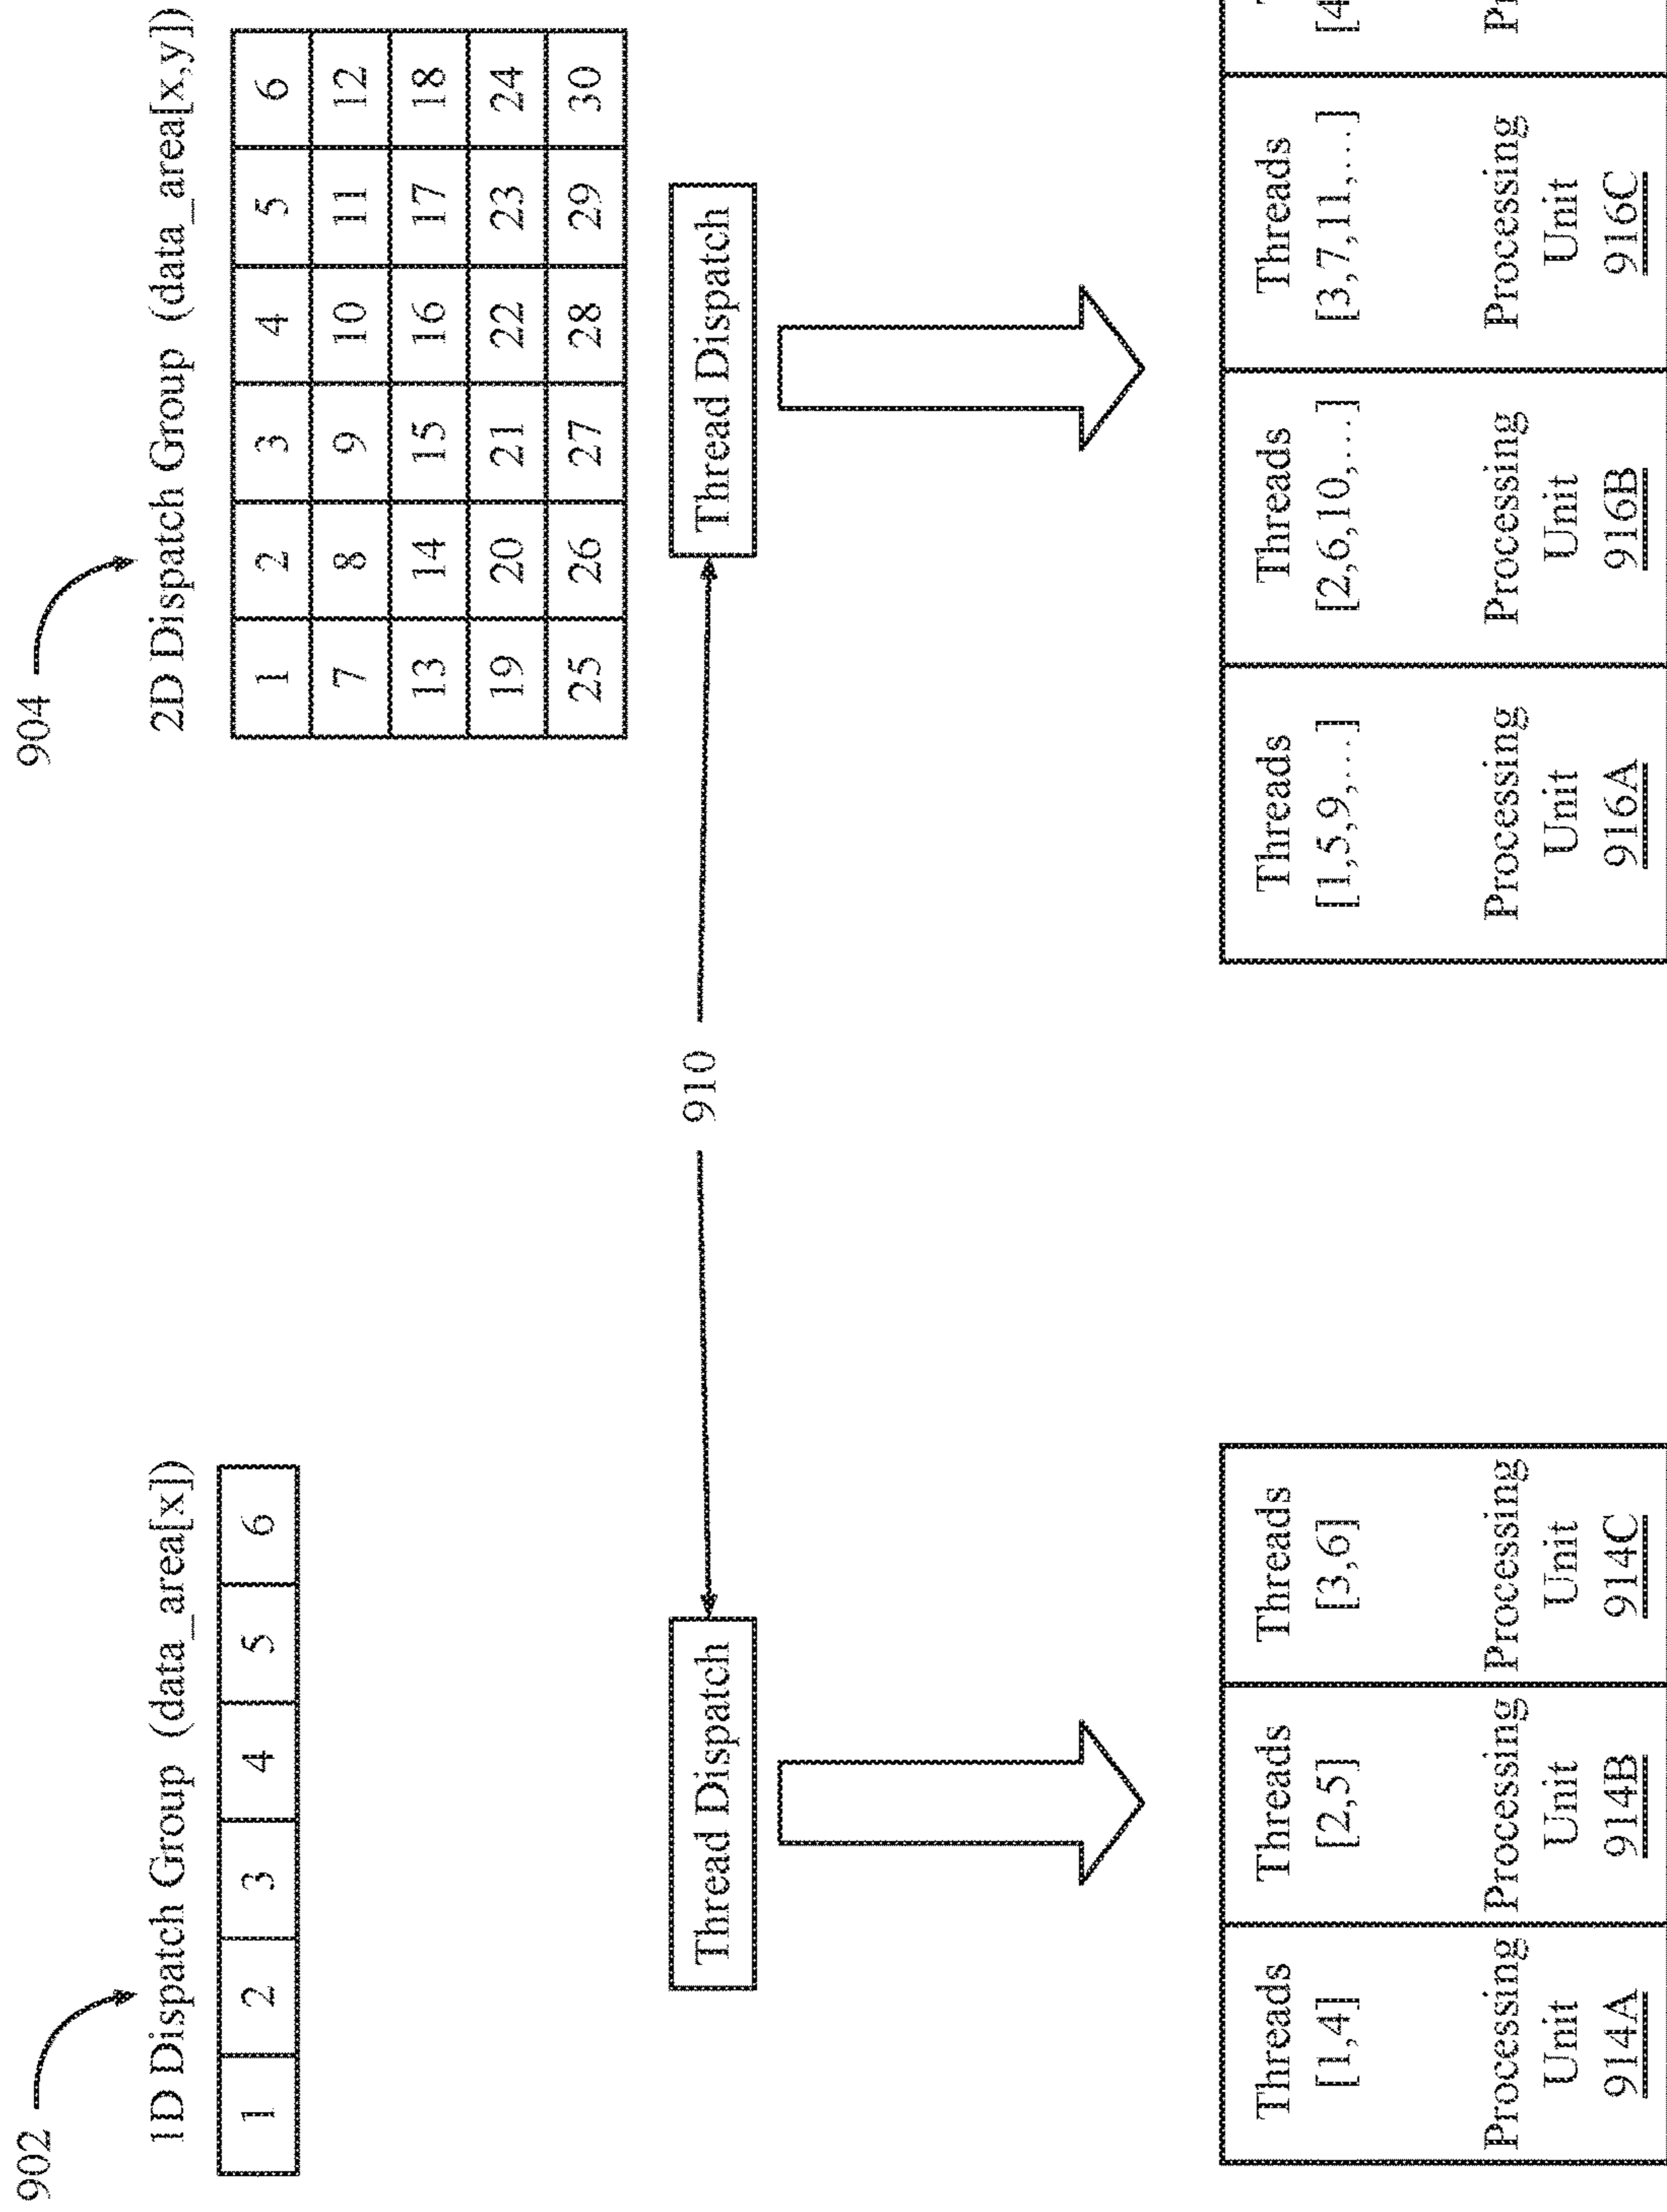 902
1D Dispatch Group (data_area[x])
1 2 3 4 5 6
904
2D Dispatch Group (data_area[x,y])
1 2 3 4 5 6
7 8 9 10 11 12
13 14 15 16 17 18
19 20 21 22 23 24
25 26 27 28 29 30
Thread Dispatch
910
Thread Dispatch
Threads
[1,4]
Processing
Unit
914A
Threads
[2,5]
Processing
Unit
914B
Threads
[3,6]
Processing
Unit
914C
Threads
[1,5,9,...]
Processing
Unit
916A
Threads
[2,6,10,...]
Processing
Unit
916B
Threads
[3,7,11,...]
Processing
Unit
916C
[4